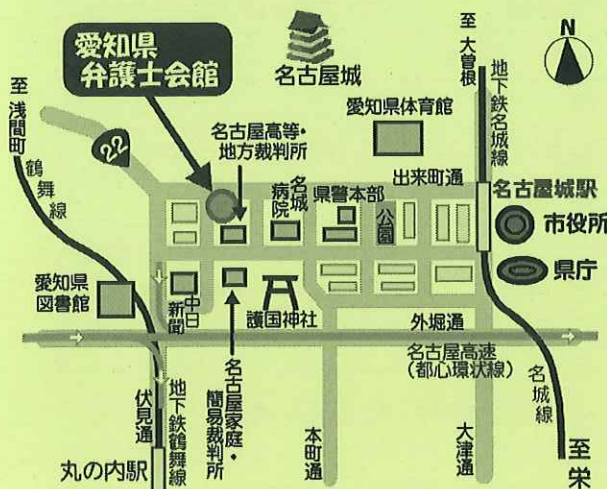 愛知県
弁護士会館
名古屋城
至 大曽根
N
地下鉄名城線
至 浅間町
22
鶴舞線
名古屋高等・
地方裁判所
愛知県体育館
名城
病院
県警本部
公園
出来町通
名古屋城駅
市役所
県庁
愛知県
図書館
中日
新聞
護国神社
外堀通
名古屋高速
(都心環状線)
名古屋家庭・
簡易裁判所
伏見通
地下鉄鶴舞線
丸の内駅
本町通
大津通
名城線
至
栄